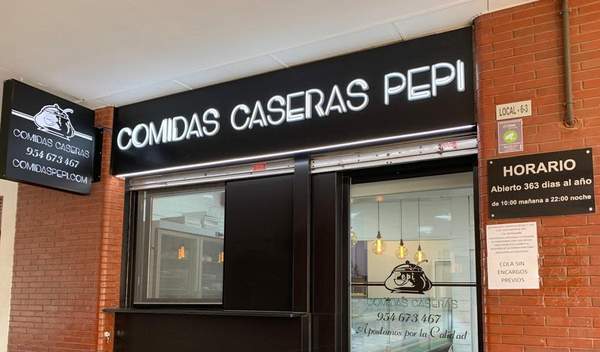 COMIDAS CASERAS PEPI
COMIDAS CASERAS
954 673 467
COMIDASPEPI.COM
LOCAL 6-3
HORARIO
Abierto 363 días al año
de 10:00 mañana a 22:00 noche
COLA SIN
ENCARGOS
PREVIOS
Pepi
COMIDAS CASERAS
954 673 467
Apostamos por la Calidad